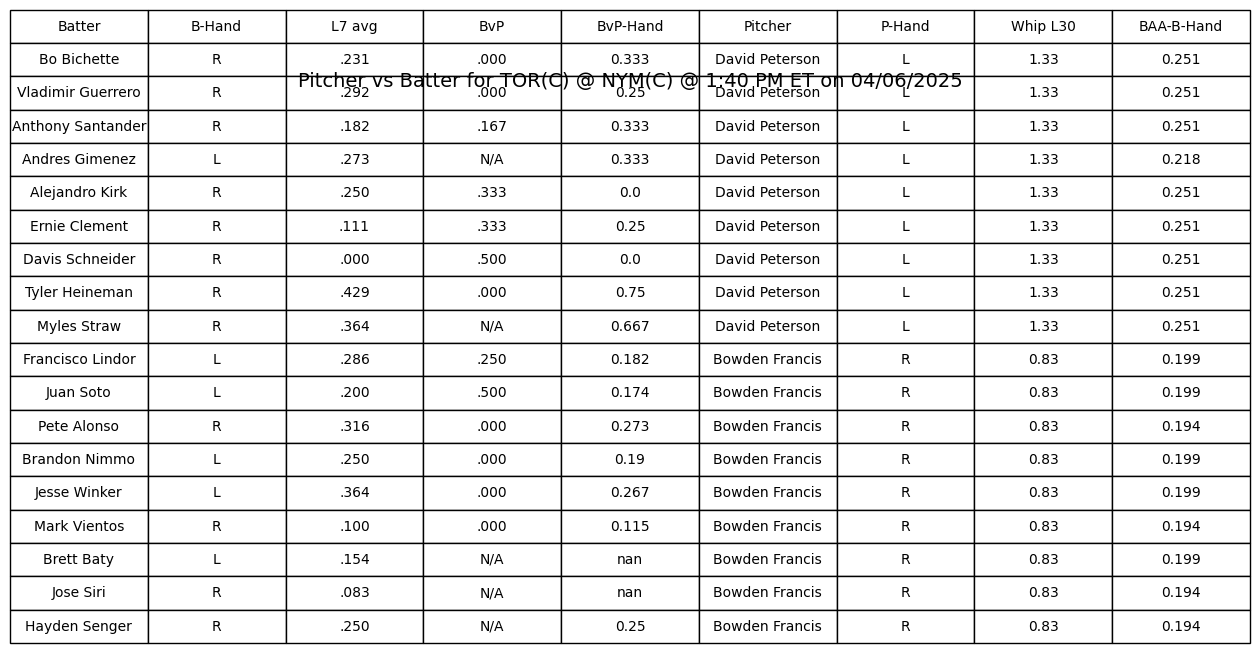 Batter B-Hand L7 avg BvP BvP-Hand Pitcher P-Hand Whip L30 BAA-B-Hand
Bo Bichette R .231 .000 0.333 David Peterson L 1.33 0.251
Pitcher vs Batter for TOR(C) @ NYM(C) @ 1:40 PM ET on 04/06/2025
Vladimir Guerrero R .292 .000 0.25 David Peterson L 1.33 0.251
Anthony Santander R .182 .167 0.333 David Peterson L 1.33 0.251
Andres Gimenez L .273 N/A 0.333 David Peterson L 1.33 0.218
Alejandro Kirk R .250 .333 0.0 David Peterson L 1.33 0.251
Ernie Clement R .111 .333 0.25 David Peterson L 1.33 0.251
Davis Schneider R .000 .500 0.0 David Peterson L 1.33 0.251
Tyler Heineman R .429 .000 0.75 David Peterson L 1.33 0.251
Myles Straw R .364 N/A 0.667 David Peterson L 1.33 0.251
Francisco Lindor L .286 .250 0.182 Bowden Francis R 0.83 0.199
Juan Soto L .200 .500 0.174 Bowden Francis R 0.83 0.199
Pete Alonso R .316 .000 0.273 Bowden Francis R 0.83 0.194
Brandon Nimmo L .250 .000 0.19 Bowden Francis R 0.83 0.199
Jesse Winker L .364 .000 0.267 Bowden Francis R 0.83 0.199
Mark Vientos R .100 .000 0.115 Bowden Francis R 0.83 0.194
Brett Baty L .154 N/A nan Bowden Francis R 0.83 0.199
Jose Siri R .083 N/A nan Bowden Francis R 0.83 0.194
Hayden Senger R .250 N/A 0.25 Bowden Francis R 0.83 0.194